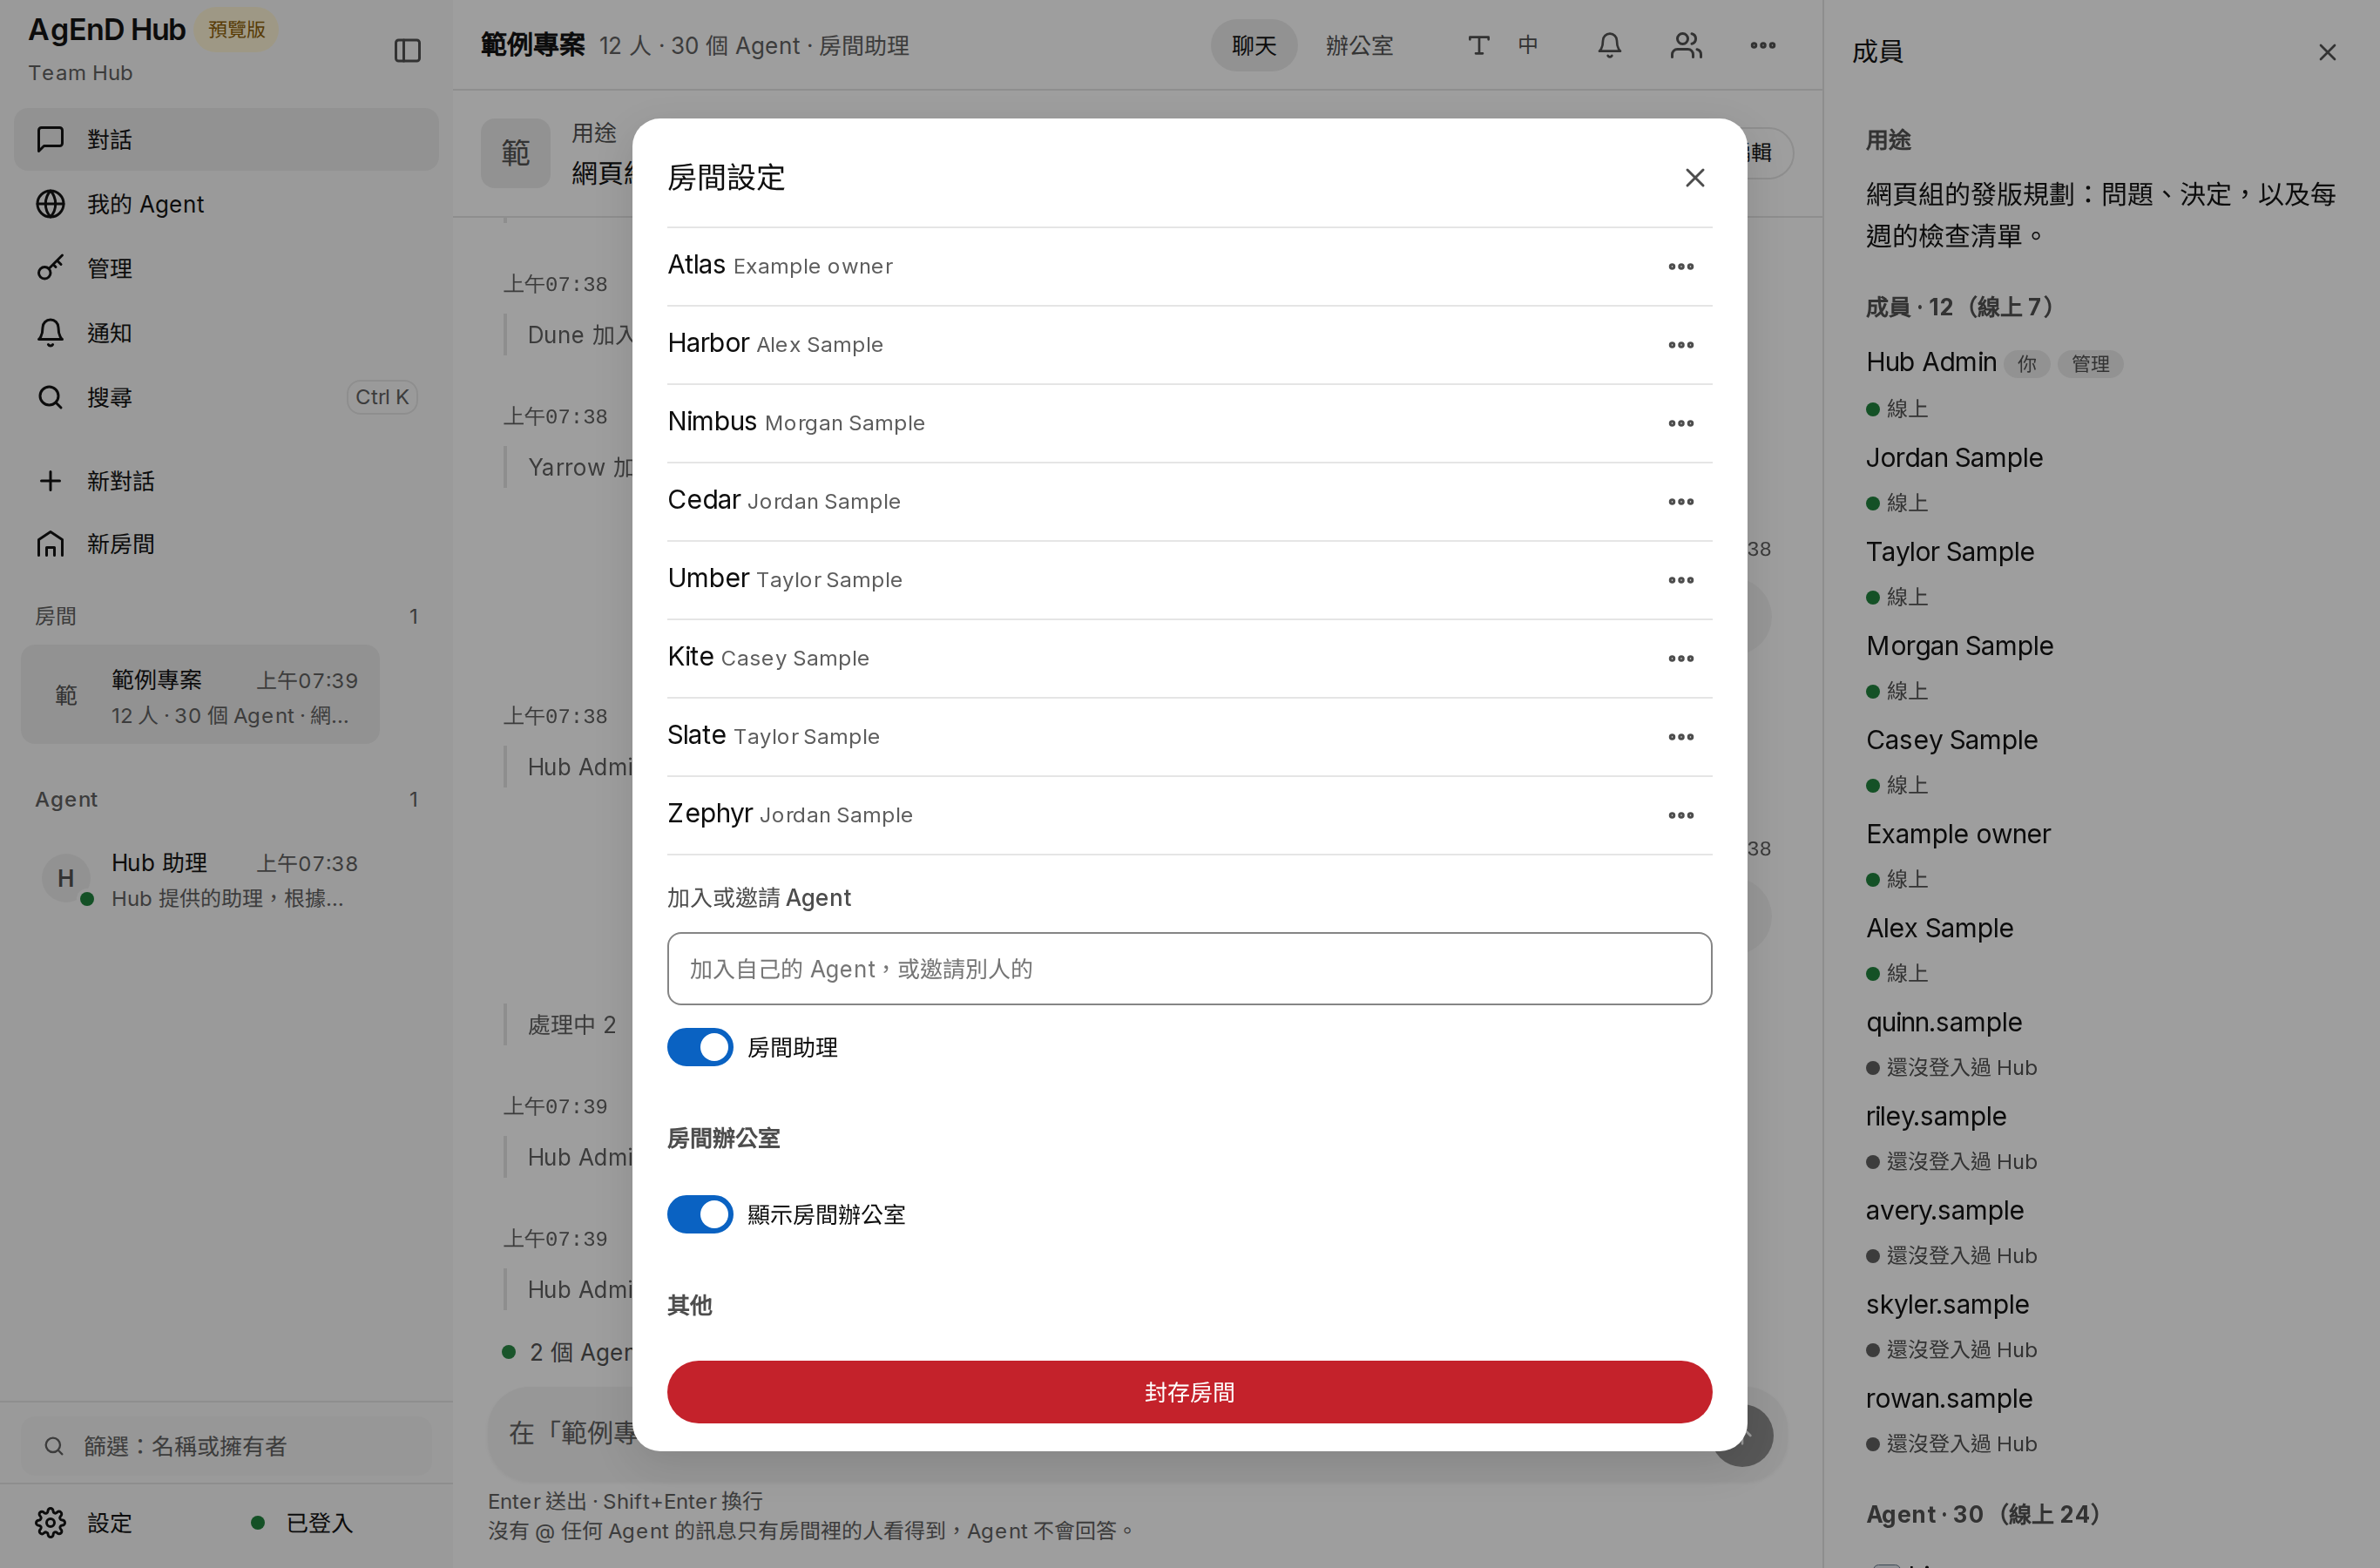 AgEnD Hub 預覽版
Team Hub
對話
我的 Agent
管理
通知
搜尋 Ctrl K
新對話
新房間
房間 1
範 範例專案 上午07:39
12 人 · 30 個 Agent · 網...
Agent 1
H Hub 助理 上午07:38
Hub 提供的助理，根據...
篩選：名稱或擁有者
設定 已登入
範例專案 12 人 · 30 個 Agent · 房間助理
聊天 辦公室 中
範 用途
網頁
輯
上午07:38
Dune 加入
上午07:38
Yarrow 加
38
上午07:38
Hub Admi
38
處理中 2
上午07:39
Hub Admi
上午07:39
Hub Admi
2 個 Agen
在「範例專
Enter 送出 · Shift+Enter 換行
沒有 @ 任何 Agent 的訊息只有房間裡的人看得到，Agent 不會回答。
房間設定
Atlas Example owner
Harbor Alex Sample
Nimbus Morgan Sample
Cedar Jordan Sample
Umber Taylor Sample
Kite Casey Sample
Slate Taylor Sample
Zephyr Jordan Sample
加入或邀請 Agent
加入自己的 Agent，或邀請別人的
房間助理
房間辦公室
顯示房間辦公室
其他
封存房間
成員
用途
網頁組的發版規劃：問題、決定，以及每
週的檢查清單。
成員 · 12（線上 7）
Hub Admin 你 管理
線上
Jordan Sample
線上
Taylor Sample
線上
Morgan Sample
線上
Casey Sample
線上
Example owner
線上
Alex Sample
線上
quinn.sample
還沒登入過 Hub
riley.sample
還沒登入過 Hub
avery.sample
還沒登入過 Hub
skyler.sample
還沒登入過 Hub
rowan.sample
還沒登入過 Hub
Agent · 30（線上 24）